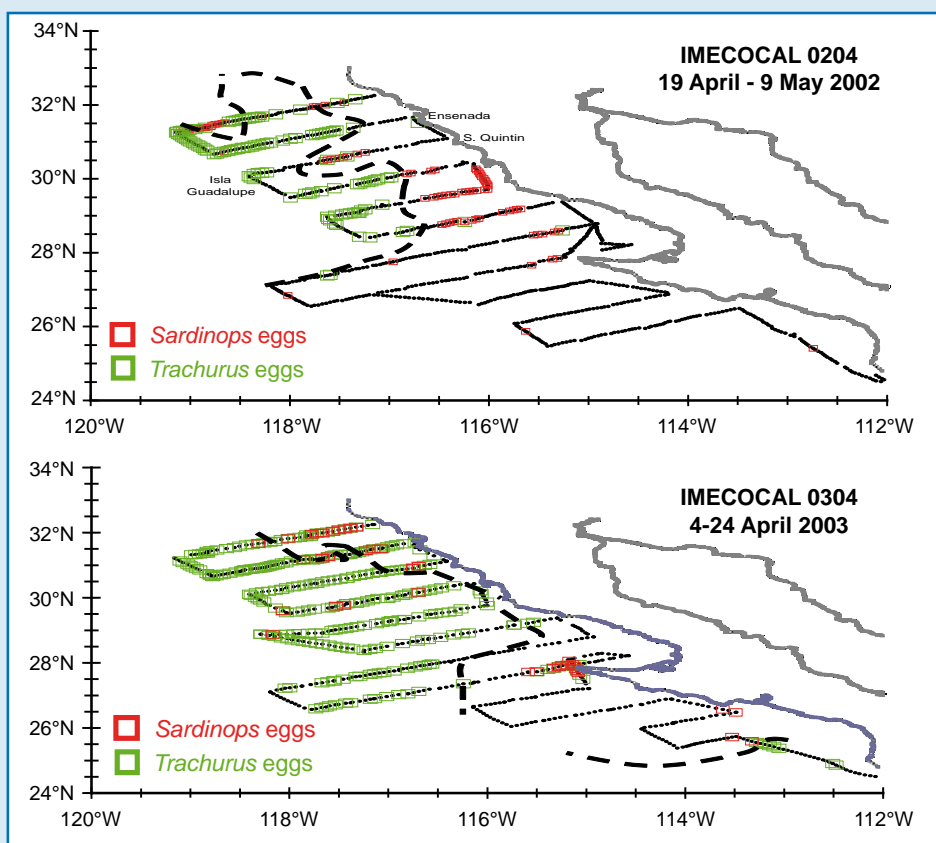 34°N
IMECOCAL 0204
19 April - 9 May 2002
32°N
Ensenada
S. Quintin
30°N
Isla
Guadalupe
28°N
26°N
Sardinops eggs
Trachurus eggs
24°N
120°W 118°W 116°W 114°W 112°W
34°N
IMECOCAL 0304
4-24 April 2003
32°N
30°N
28°N
26°N
Sardinops eggs
Trachurus eggs
24°N
120°W 118°W 116°W 114°W 112°W